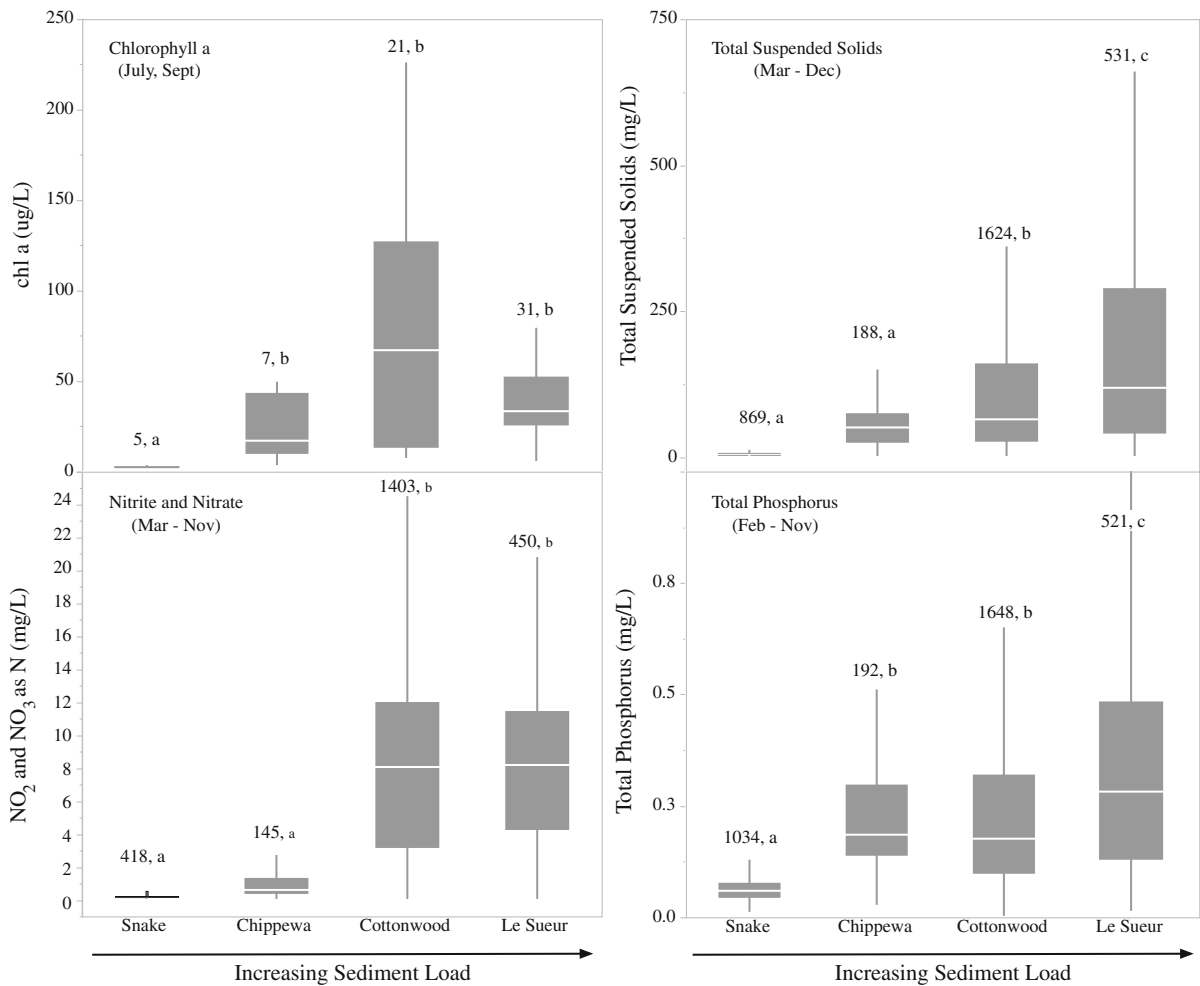 250
200
150
100
50
0
chl a (ug/L)
Chlorophyll a
(July, Sept)
5, a
7, b
21, b
31, b
750
500
250
0
Total Suspended Solids (mg/L)
Total Suspended Solids
(Mar - Dec)
869, a
188, a
1624, b
531, c
24
22
20
18
16
14
12
10
8
6
4
2
0
NO2 and NO3 as N (mg/L)
Nitrite and Nitrate
(Mar - Nov)
418, a
145, a
1403, b
450, b
Snake Chippewa Cottonwood Le Sueur
Increasing Sediment Load
0.8
0.5
0.3
0.0
Total Phosphorus (mg/L)
Total Phosphorus
(Feb - Nov)
1034, a
192, b
1648, b
521, c
Snake Chippewa Cottonwood Le Sueur
Increasing Sediment Load